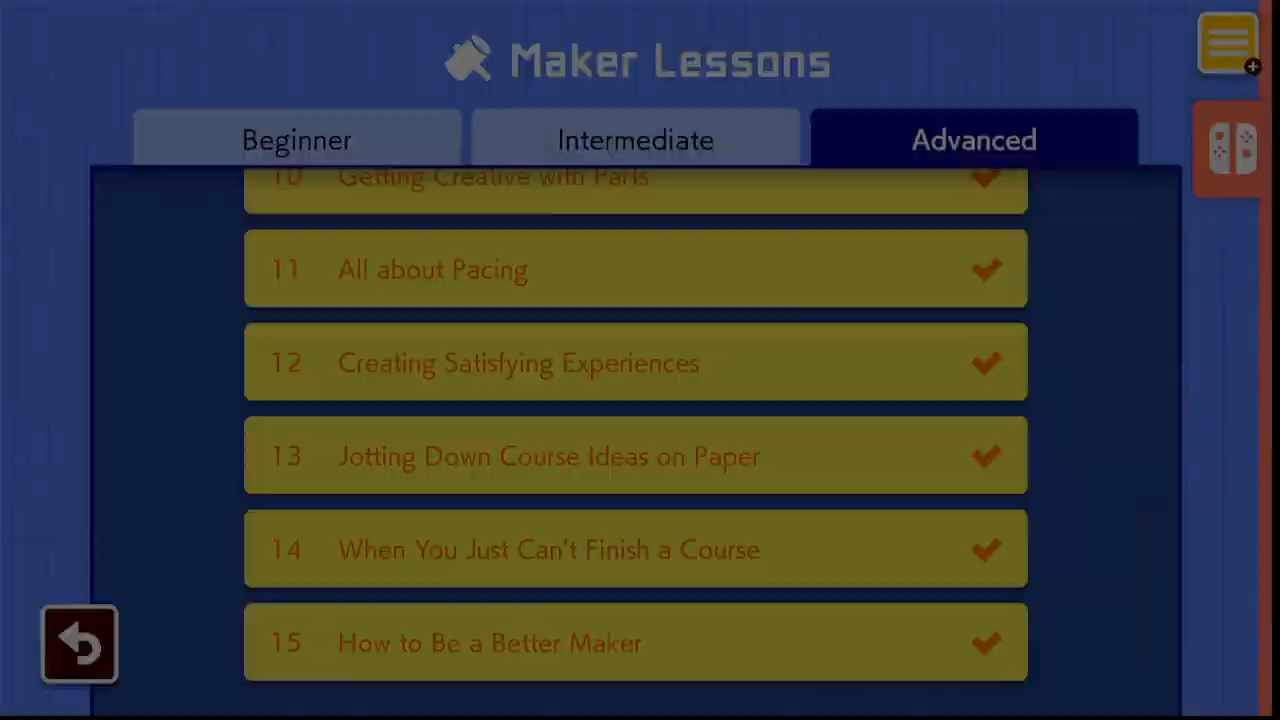 Maker Lessons
Beginner
Intermediate
Advanced
10 Getting Creative with Parts
11 All about Pacing
12 Creating Satisfying Experiences
13 Jotting Down Course Ideas on Paper
14 When You Just Can't Finish a Course
15 How to Be a Better Maker